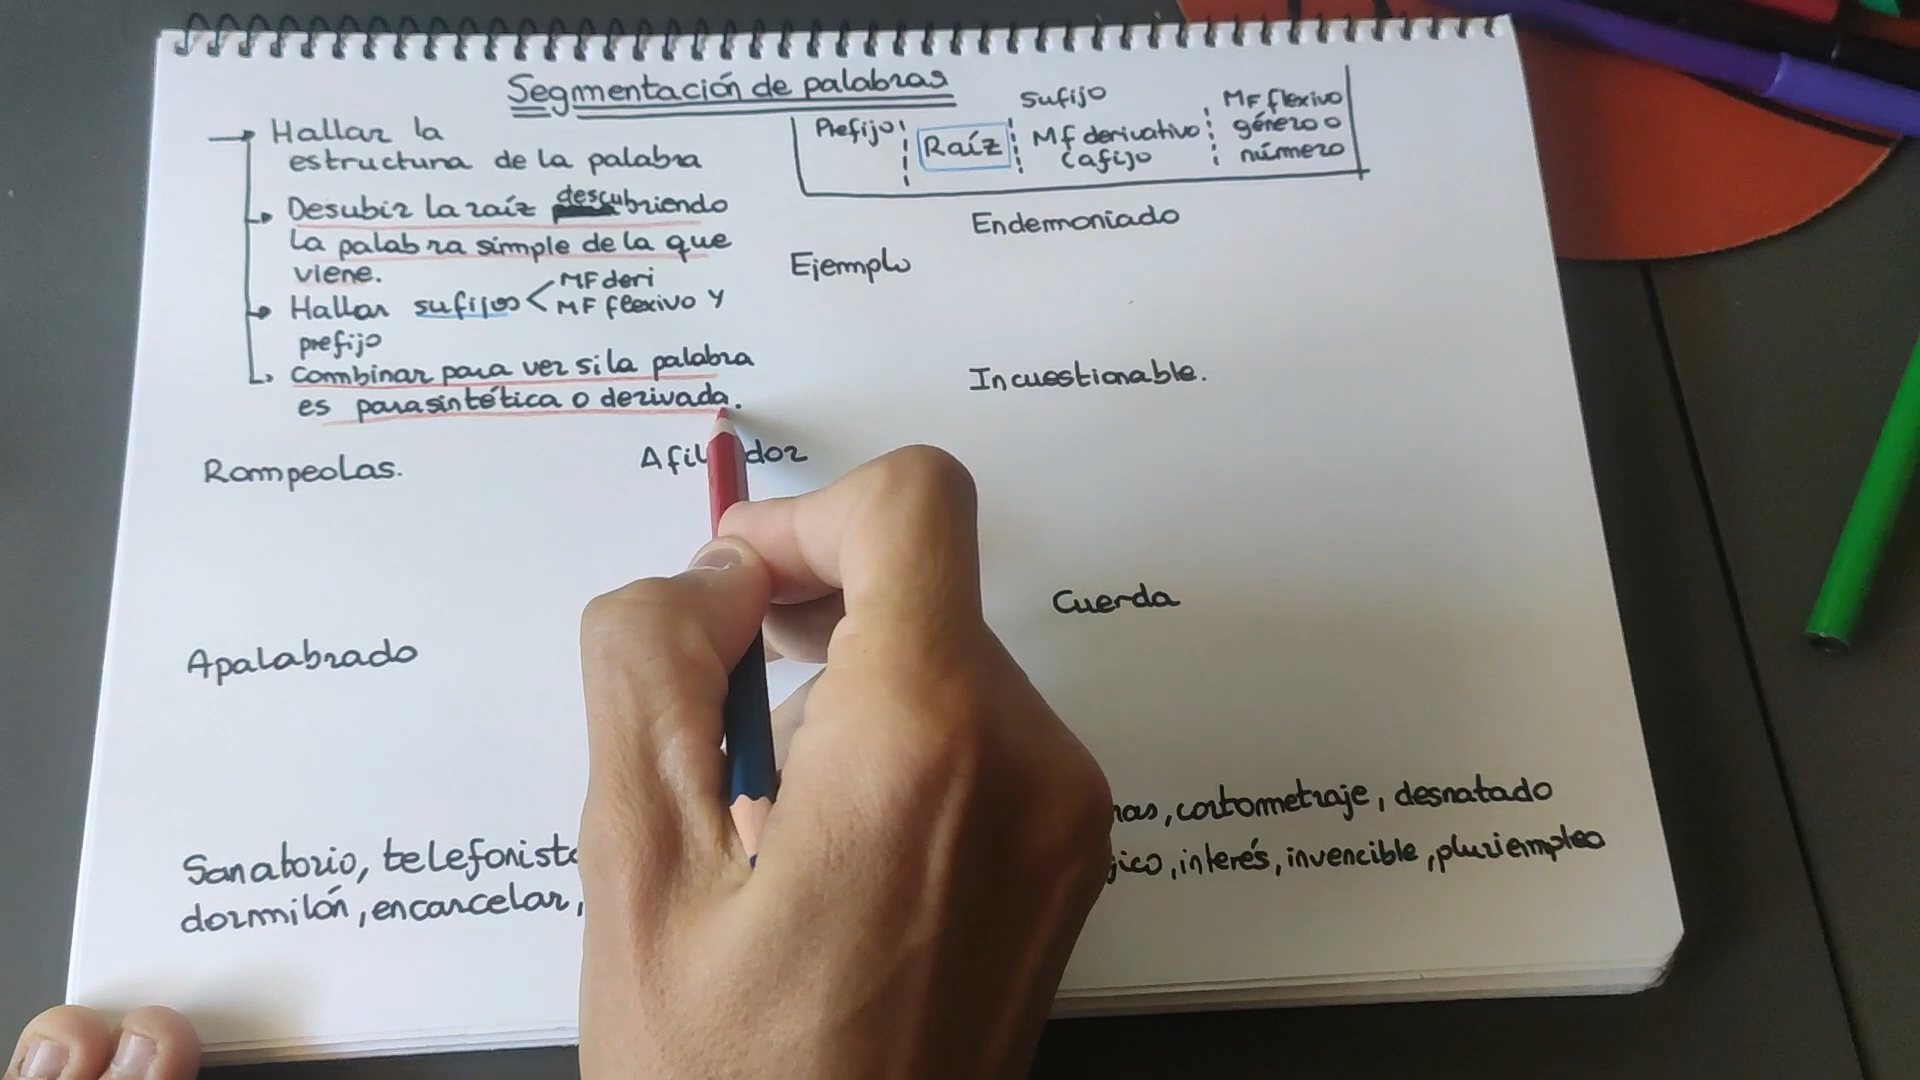 Segmentación de palabras
Hallar la
estructura de la palabra
Desubir la raíz descubriendo
la palabra simple de la que
viene.
Hallar sufijos < MF deri
MF flexivo y
prefijo
Combinar para ver si la palabra
es parasintética o derivada.
Prefijo
Raíz
Sufijo
Mf derivativo
(afijo
MF flexivo
género o
número
Ejemplo
Endemoniado
Incuestionable.
Rompeolas.
Cuerda
Apalabrado
Sanatorio,
dormilón, encarcelar,
, cortometraje, desnatado
, interés, invencible, pluriempleo